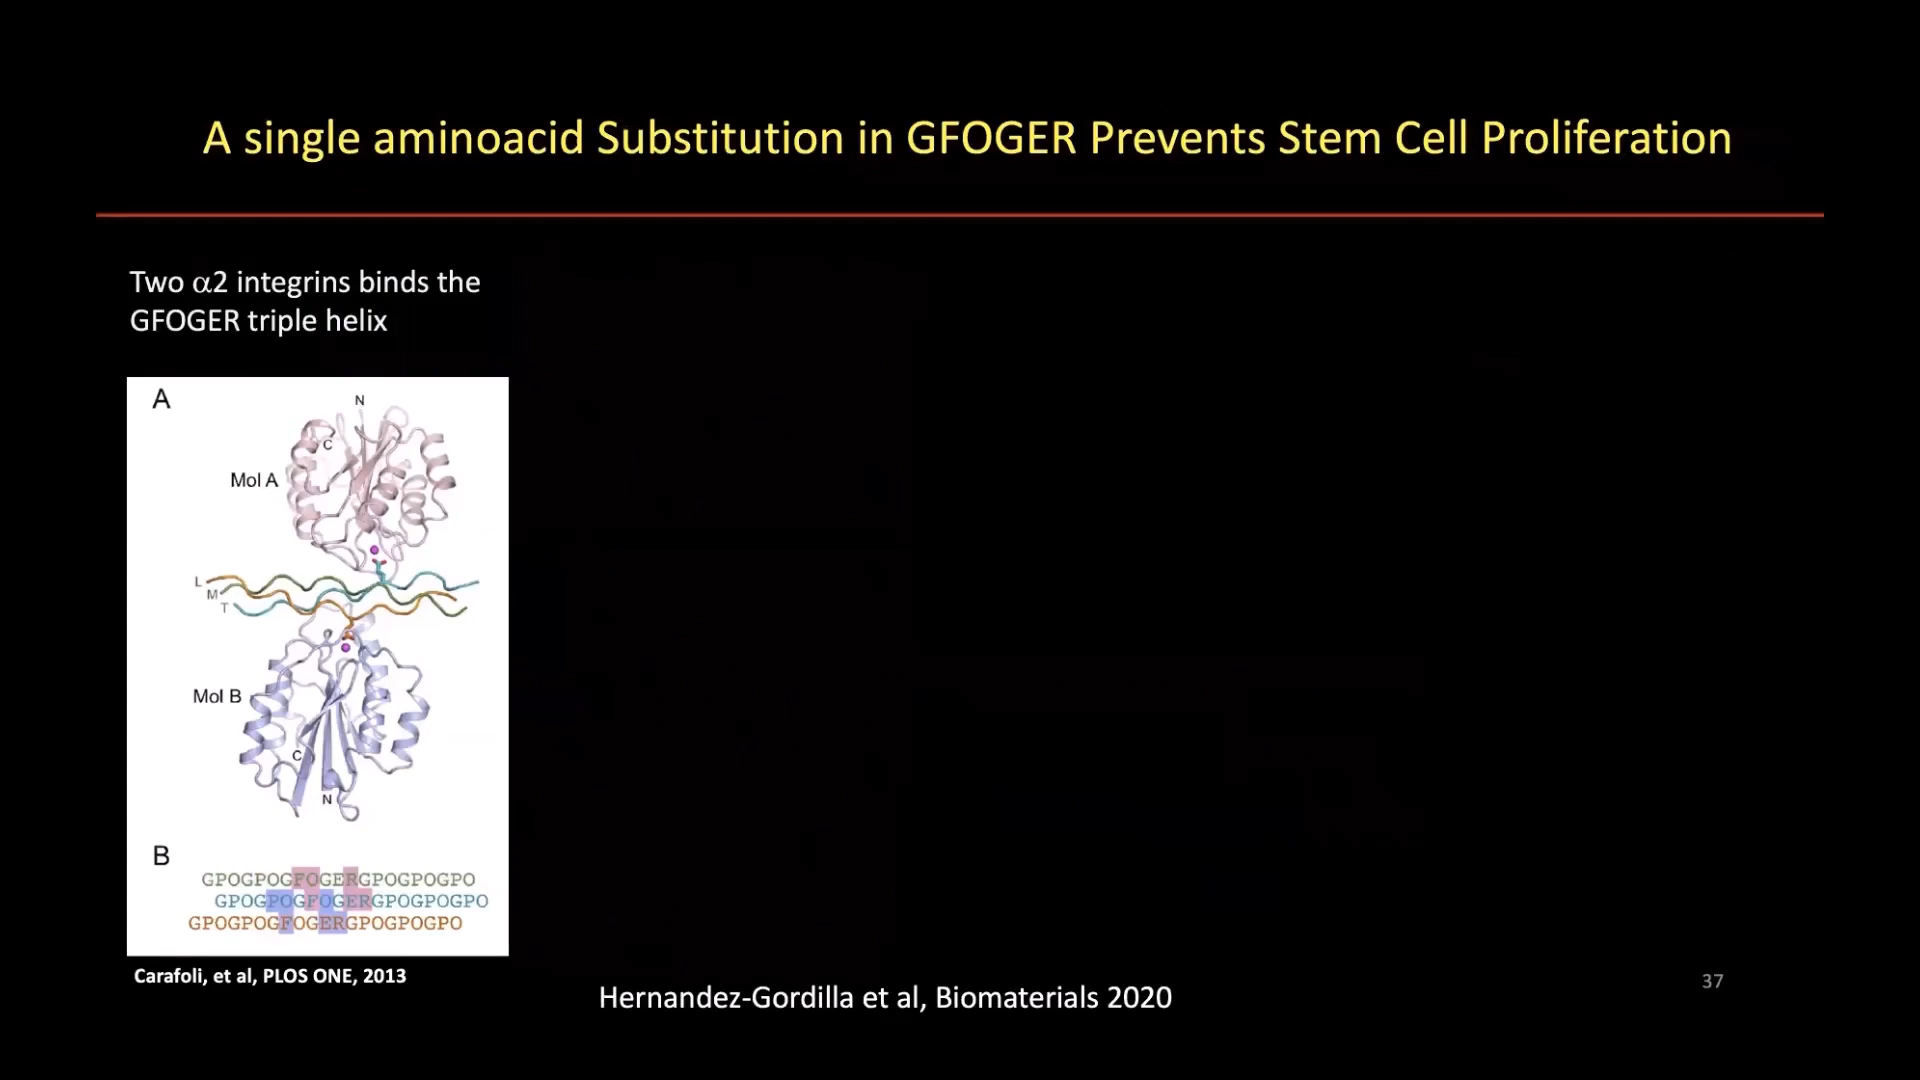 A single aminoacid Substitution in GFOGER Prevents Stem Cell Proliferation
Two α2 integrins binds the
GFOGER triple helix
A
N
C
Mol A
L
M
T
Mol B
C
N
B
GPOGPOGFOGERGPOGPOGPO
GPOGPOGFOGERGPOGPOGPO
GPOGPOGFOGERGPOGPOGPO
Carafoli, et al, PLOS ONE, 2013
Hernandez-Gordilla et al, Biomaterials 2020
37